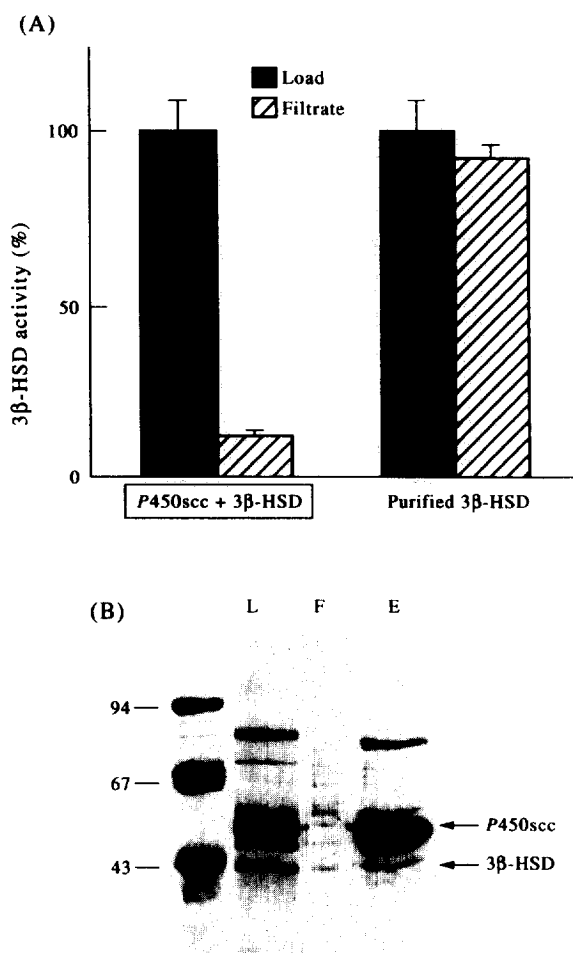 (A)
Load
Filtrate
100
50
0
3β-HSD activity (%)
P450scc + 3β-HSD
Purified 3β-HSD
(B)
L F E
94
67
43
P450scc
3β-HSD